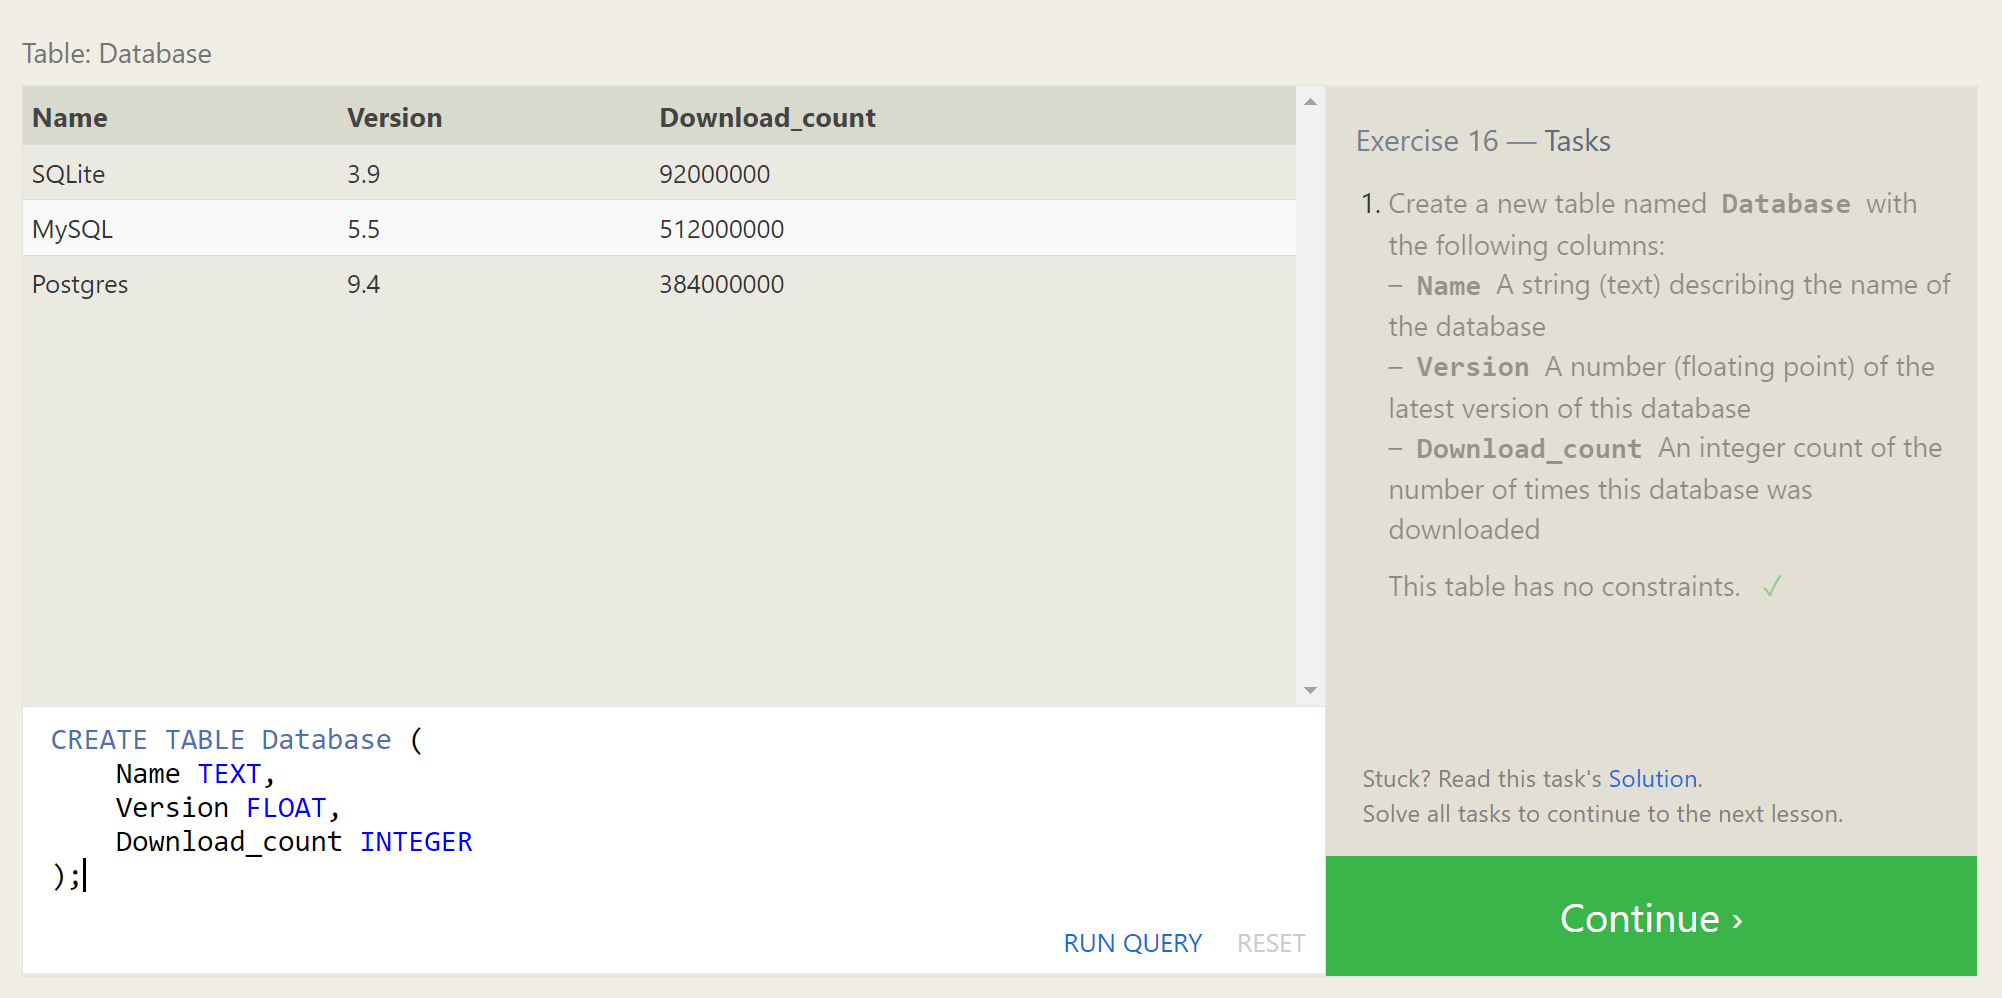 Table: Database
Name Version Download_count
SQLite 3.9 92000000
MySQL 5.5 512000000
Postgres 9.4 384000000
CREATE TABLE Database (
    Name TEXT,
    Version FLOAT,
    Download_count INTEGER
);
RUN QUERY RESET
Exercise 16 — Tasks
1. Create a new table named Database with
the following columns:
– Name A string (text) describing the name of
the database
– Version A number (floating point) of the
latest version of this database
– Download_count An integer count of the
number of times this database was
downloaded
This table has no constraints. ✓
Stuck? Read this task's Solution.
Solve all tasks to continue to the next lesson.
Continue ›